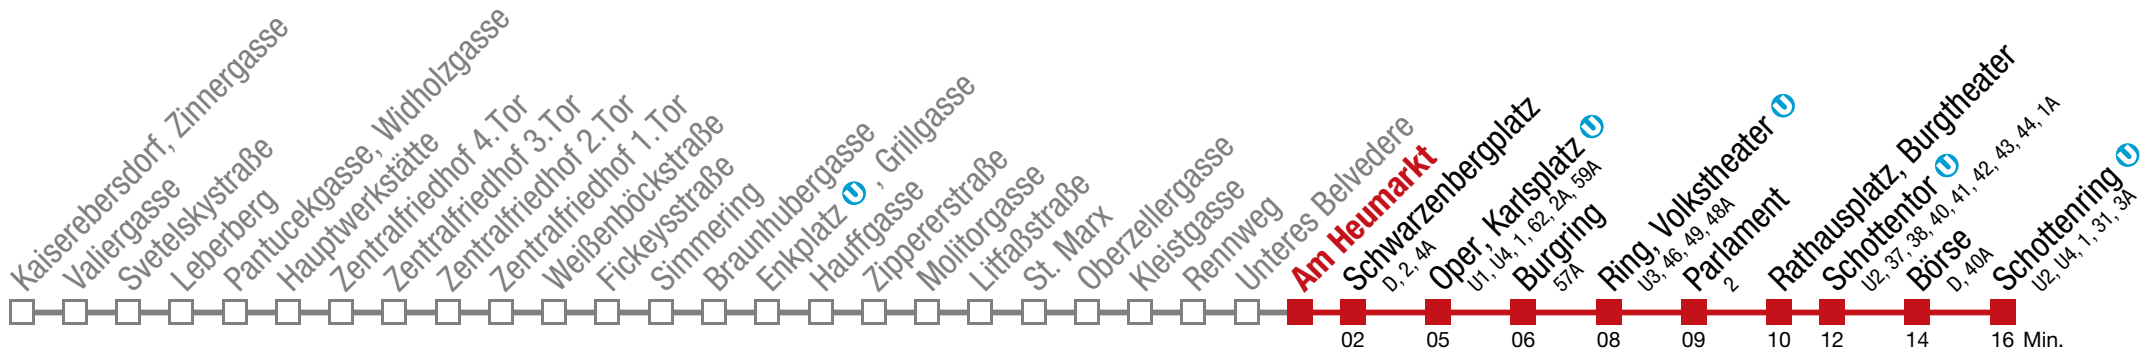 Kaiserebersdorf, Zinnergasse
Valiergasse
Svetelskystraße
Leberberg
Pantucekgasse, Widholzgasse
Hauptwerkstätte
Zentralfriedhof 4.Tor
Zentralfriedhof 3.Tor
Zentralfriedhof 2.Tor
Zentralfriedhof 1.Tor
Weißenböckstraße
Fickeysstraße
Simmering
Braunhubergasse
Enkplatz U, Grillgasse
Hauffgasse
Zippererstraße
Molitorgasse
Litfaßstraße
St. Marx
Oberzellergasse
Kleistgasse
Rennweg
Unteres Belvedere
Am Heumarkt
Schwarzenbergplatz
D, 2, 4A
Oper, Karlsplatz U
U1, U4, 1, 62, 2A, 59A
Burgring
57A
Ring, Volkstheater U
U3, 46, 49, 48A
Parlament
2
Rathausplatz, Burgtheater
Schottentor U
U2, 37, 38, 40, 41, 42, 43, 44, 1A
Börse
D, 40A
Schottenring U
U2, U4, 1, 31, 3A
02 05 06 08 09 10 12 14 16 Min.